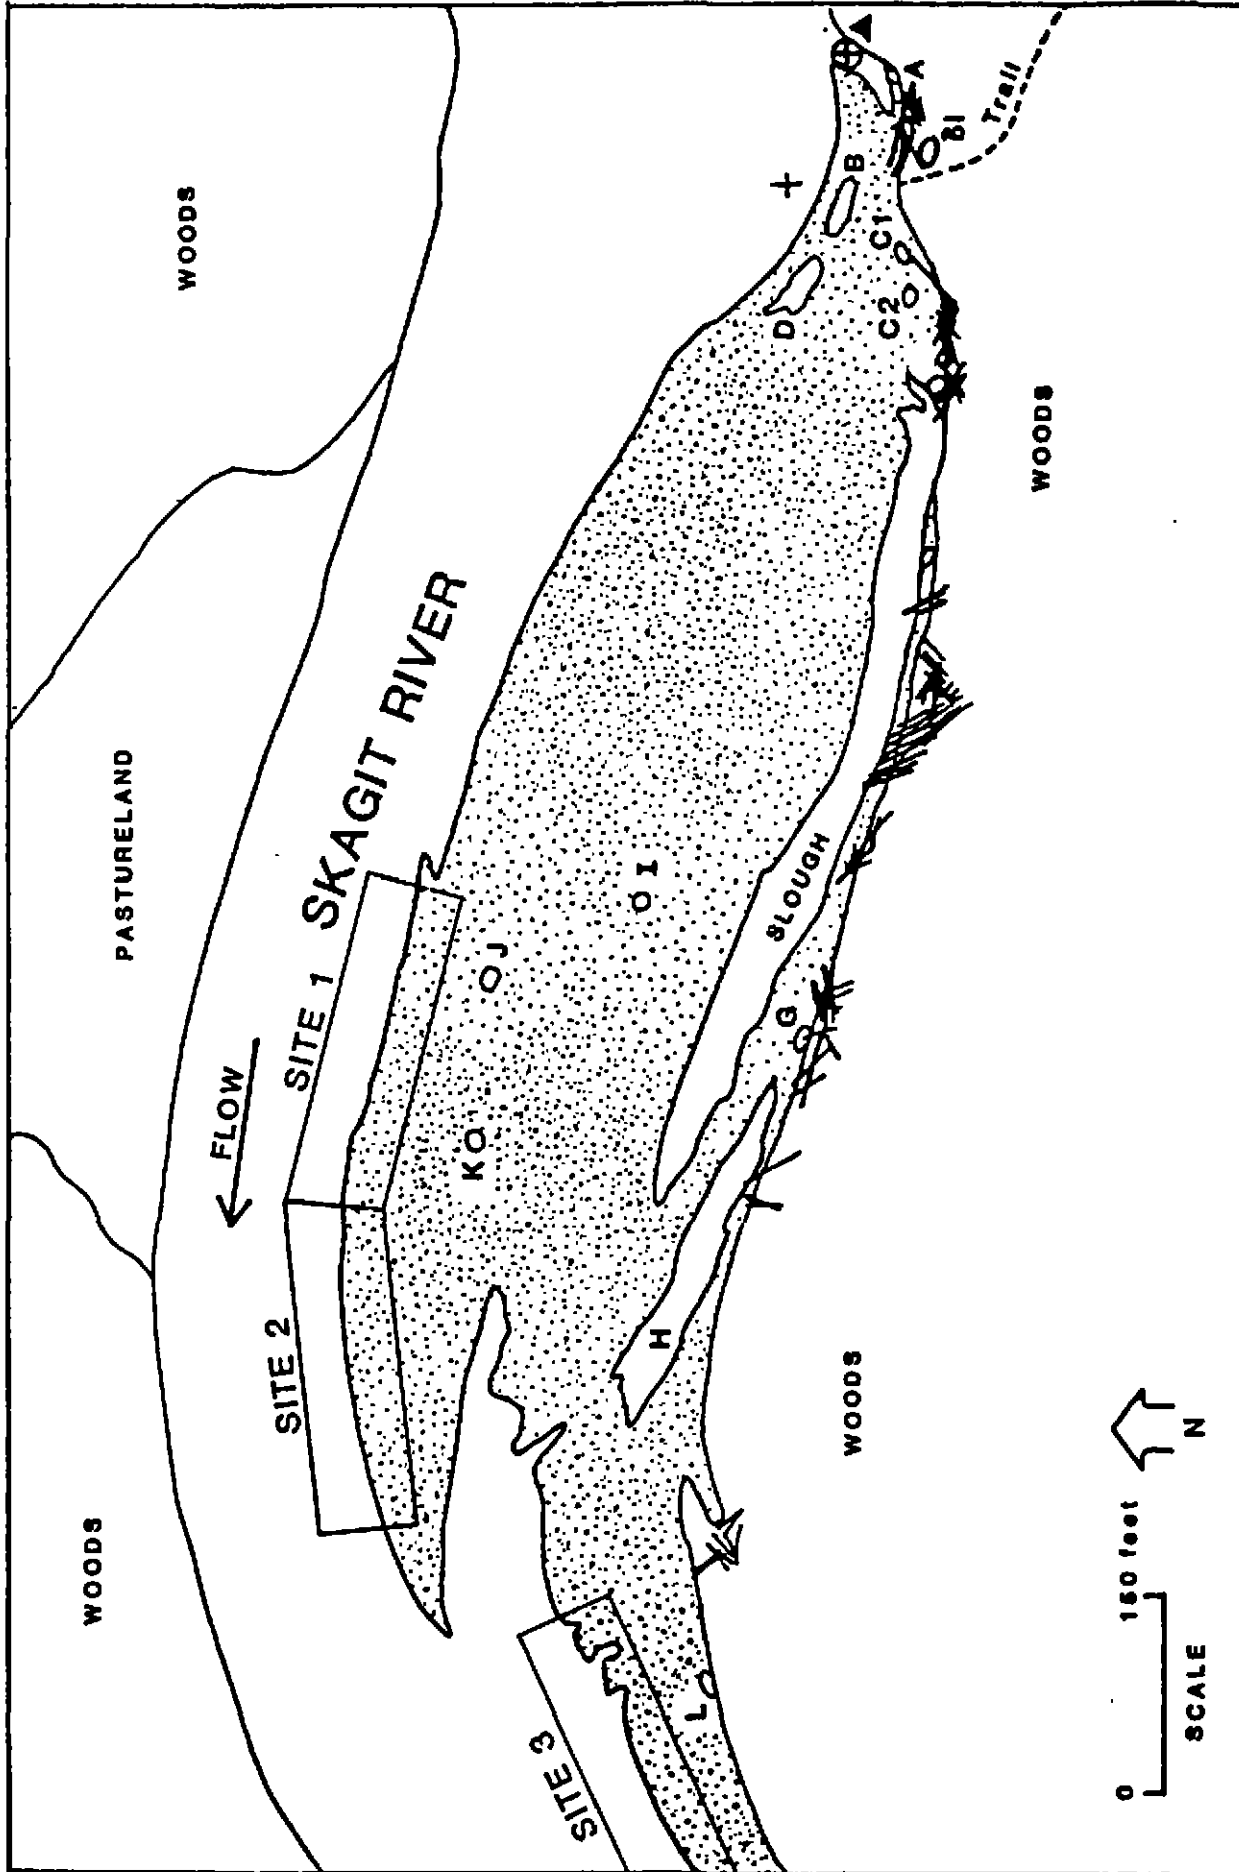 WOODS
PASTURELAND
WOODS
FLOW
SKAGIT RIVER
SITE 1
SITE 2
SITE 3
SLOUGH
WOODS
WOODS
Trail
A
B
C1
C2
D
G
H
I
J
K
L
0 150 feet
SCALE
N